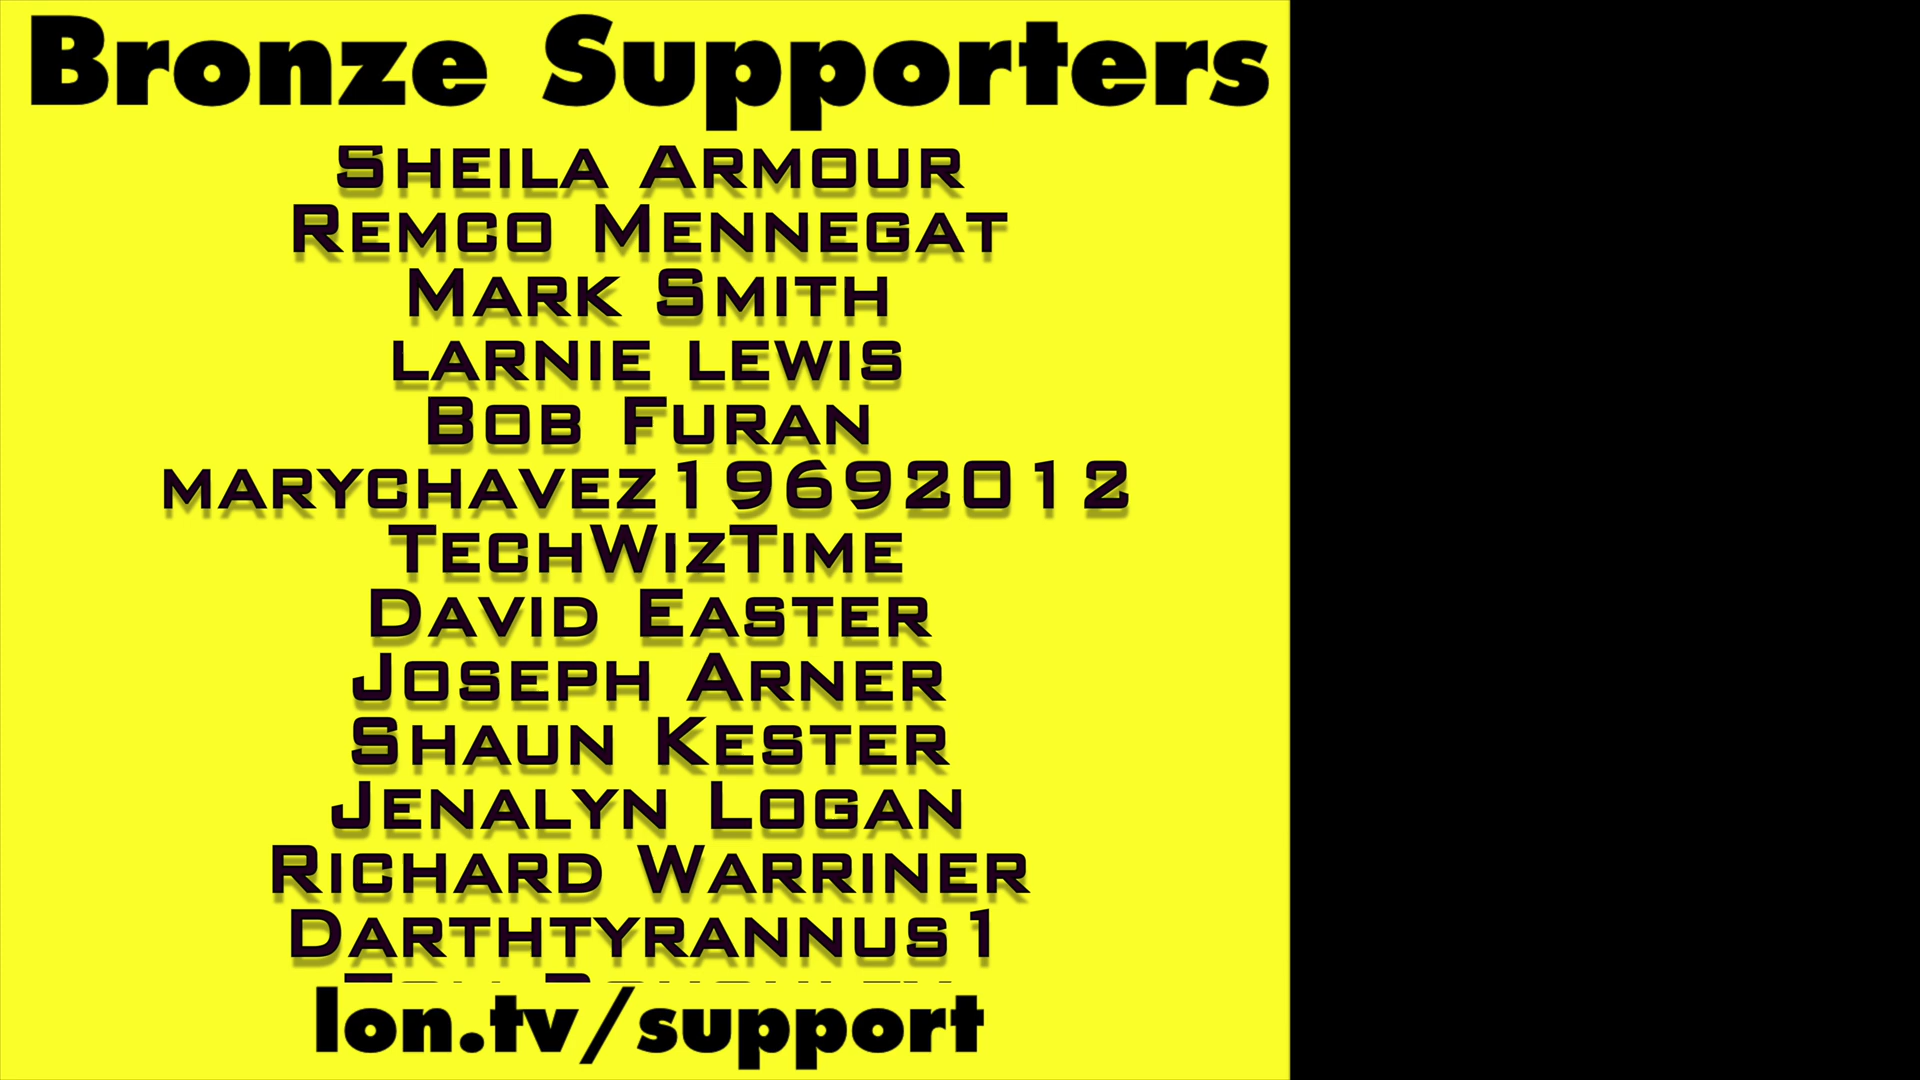 Bronze Supporters
Sheila Armour
Remco Mennegat
Mark Smith
larnie lewis
Bob Furan
marychavez19692012
TechWizTime
David Easter
Joseph Arner
Shaun Kester
Jenalyn Logan
Richard Warriner
Darthtyrannus1
lon.tv/support